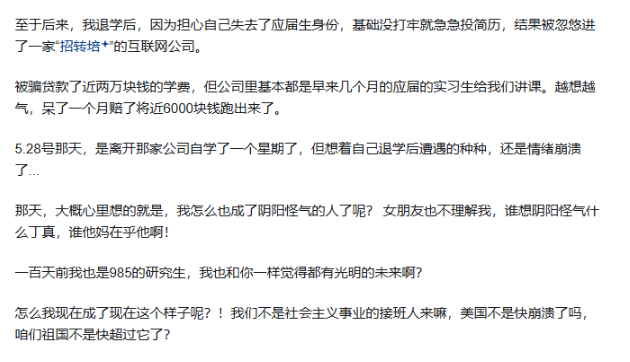 至于后来，我退学后，因为担心自己失去了应届生身份，基础没打牢就急急投简历，结果被忽悠进
了一家“招转培”的互联网公司。
被骗贷款了近两万块钱的学费，但公司里基本都是早来几个月的应届的实习生给我们讲课。越想越
气，呆了一个月赔了将近6000块钱跑出来了。
5.28号那天，是离开那家公司自学了一个星期了，但想着自己退学后遭遇的种种，还是情绪崩溃
了...
那天，大概心里想的就是，我怎么也成了阴阳怪气的人了呢？ 女朋友也不理解我，谁想阴阳怪气什
么丁真，谁他妈在乎他啊！
一百天前我也是985的研究生，我也和你一样觉得都有光明的未来啊？
怎么我现在成了现在这个样子呢？！我们不是社会主义事业的接班人来嘛，美国不是快崩溃了吗，
咱们祖国不是快超过它了？